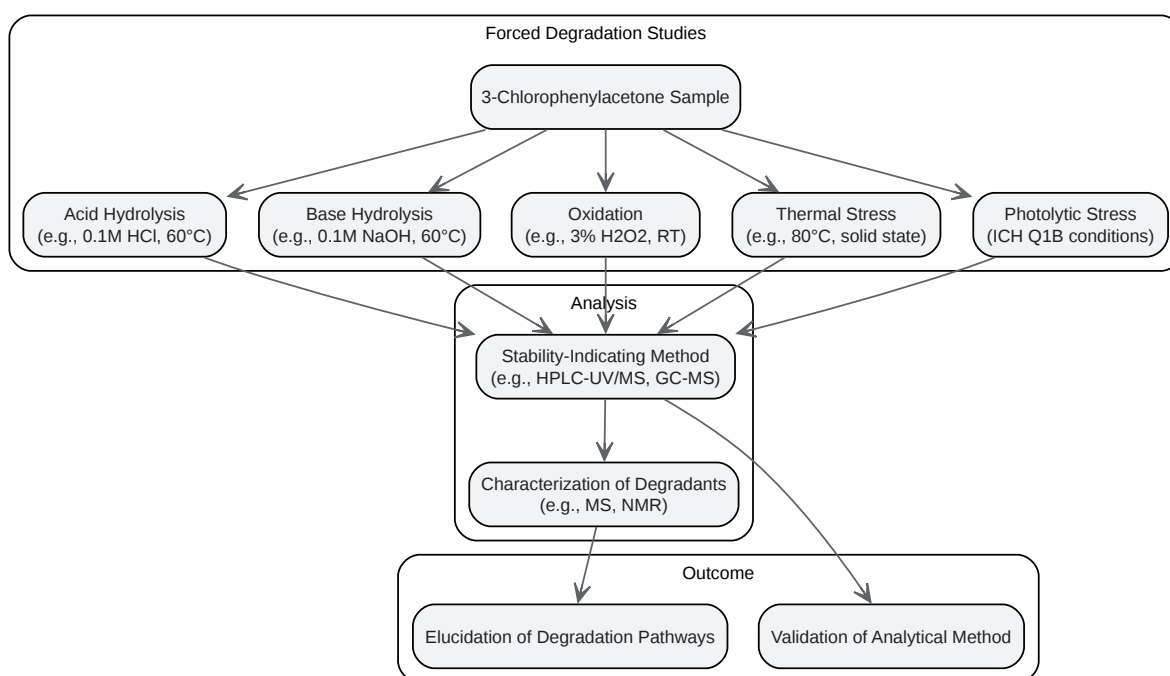 Forced Degradation Studies
3-Chlorophenylacetone Sample
Acid Hydrolysis
(e.g., 0.1M HCl, 60°C)
Base Hydrolysis
(e.g., 0.1M NaOH, 60°C)
Oxidation
(e.g., 3% H2O2, RT)
Thermal Stress
(e.g., 80°C, solid state)
Photolytic Stress
(ICH Q1B conditions)
Analysis
Stability-Indicating Method
(e.g., HPLC-UV/MS, GC-MS)
Characterization of Degradants
(e.g., MS, NMR)
Outcome
Elucidation of Degradation Pathways
Validation of Analytical Method